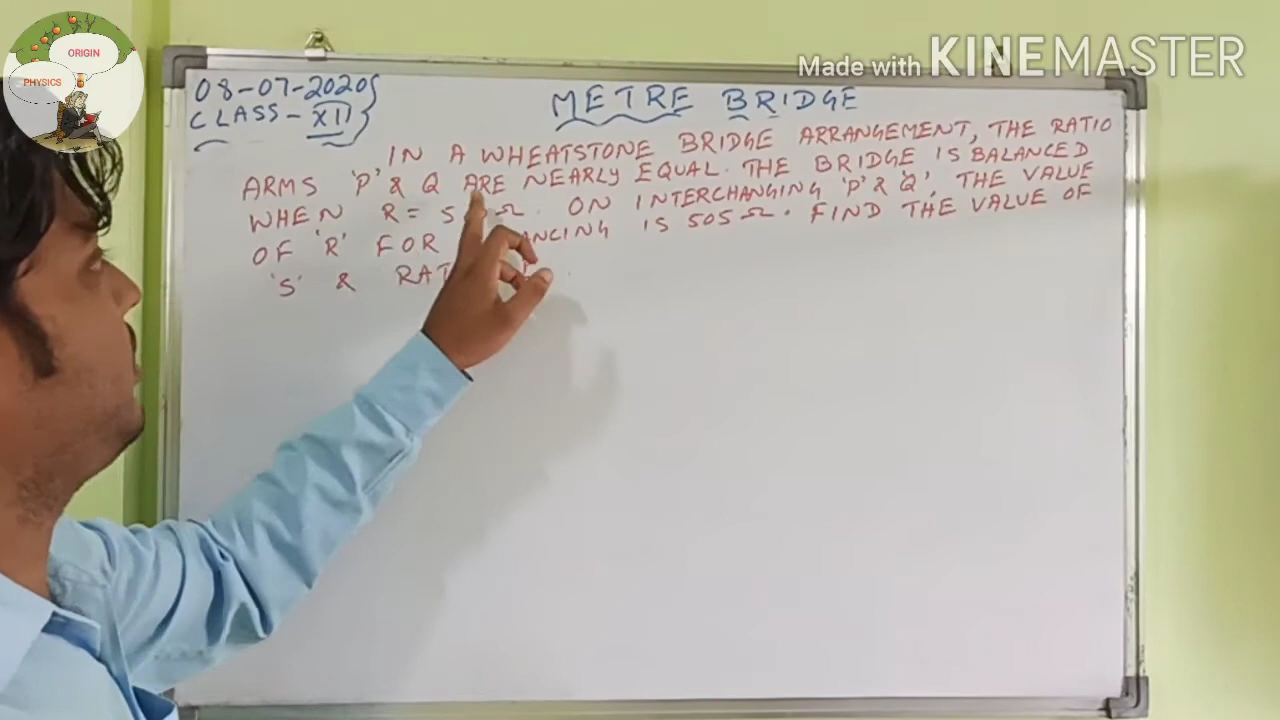 ORIGIN
PHYSICS
Made with KINEMASTER
08-07-2020
CLASS - XII
METRE BRIDGE
IN A WHEATSTONE BRIDGE ARRANGEMENT, THE RATIO
ARMS 'P' & Q ARE NEARLY EQUAL. THE BRIDGE IS BALANCED
WHEN R = Ω. ON INTERCHANGING 'P' & 'Q', THE VALUE
OF 'R' FOR IS 505 Ω. FIND THE VALUE OF
'S' &